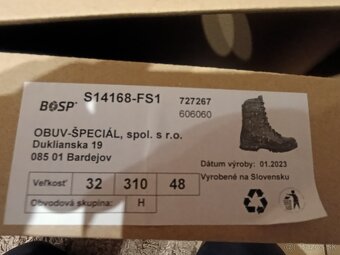 BOSP
S14168-FS1
727267
606060
OBUV-ŠPECIÁL, spol. s r.o.
Duklianska 19
085 01 Bardejov
Dátum výroby: 01.2023
Vyrobené na Slovensku
Veľkosť: 32 310 48
Obvodová skupina: H